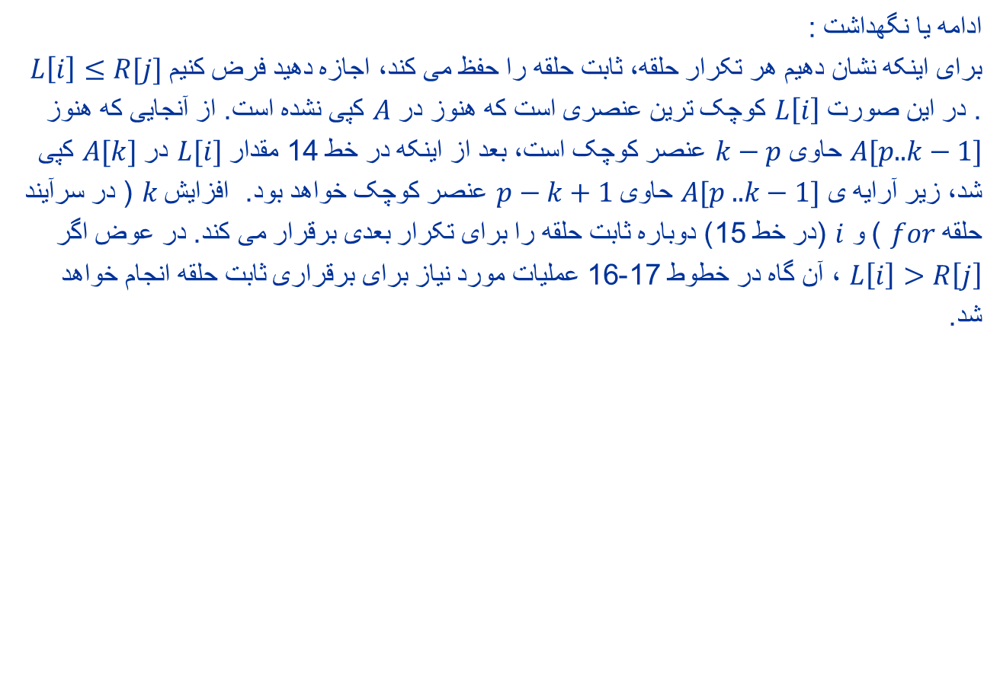 ادامه یا نگهداشت :
برای اینکه نشان دهیم هر تکرار حلقه، ثابت حلقه را حفظ می کند، اجازه دهید فرض کنیم L[i] ≤ R[j]
. در این صورت L[i] کوچک ترین عنصری است که هنوز در A کپی نشده است. از آنجایی که هنوز
A[p..k − 1] حاوی k − p عنصر کوچک است، بعد از اینکه در خط 14 مقدار L[i] در A[k] کپی
شد، زیر آرایه ی A[p ..k − 1] حاوی p − k + 1 عنصر کوچک خواهد بود. افزایش k ( در سرآیند
حلقه for ) و i (در خط 15) دوباره ثابت حلقه را برای تکرار بعدی برقرار می کند. در عوض اگر
L[i] > R[j] ، آن گاه در خطوط 17-16 عملیات مورد نیاز برای برقراری ثابت حلقه انجام خواهد
شد.